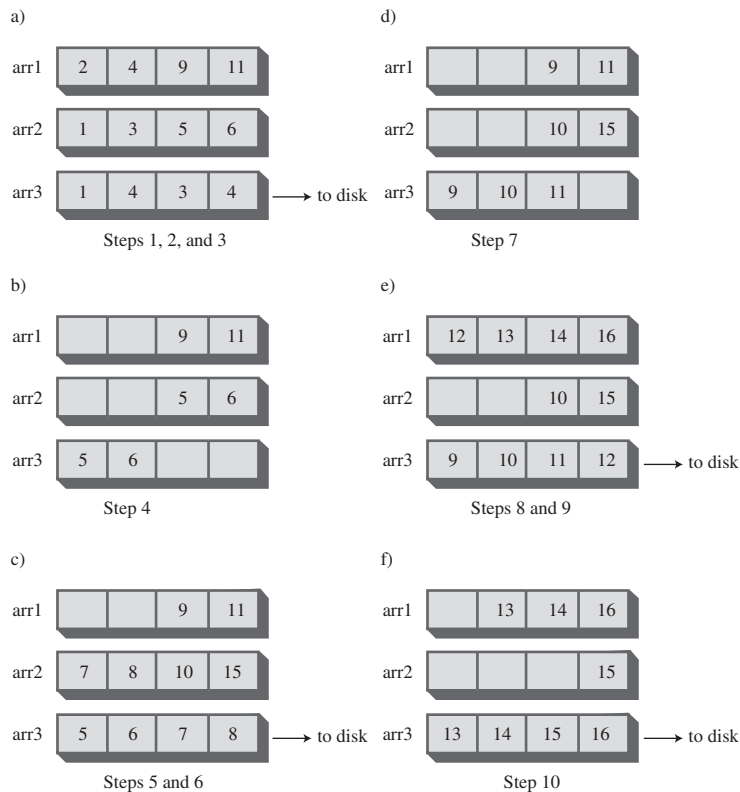 a)
arr1 2 4 9 11
arr2 1 3 5 6
arr3 1 4 3 4 to disk
Steps 1, 2, and 3
b)
arr1 9 11
arr2 5 6
arr3 5 6
Step 4
c)
arr1 9 11
arr2 7 8 10 15
arr3 5 6 7 8 to disk
Steps 5 and 6
d)
arr1 9 11
arr2 10 15
arr3 9 10 11
Step 7
e)
arr1 12 13 14 16
arr2 10 15
arr3 9 10 11 12 to disk
Steps 8 and 9
f)
arr1 13 14 16
arr2 15
arr3 13 14 15 16 to disk
Step 10